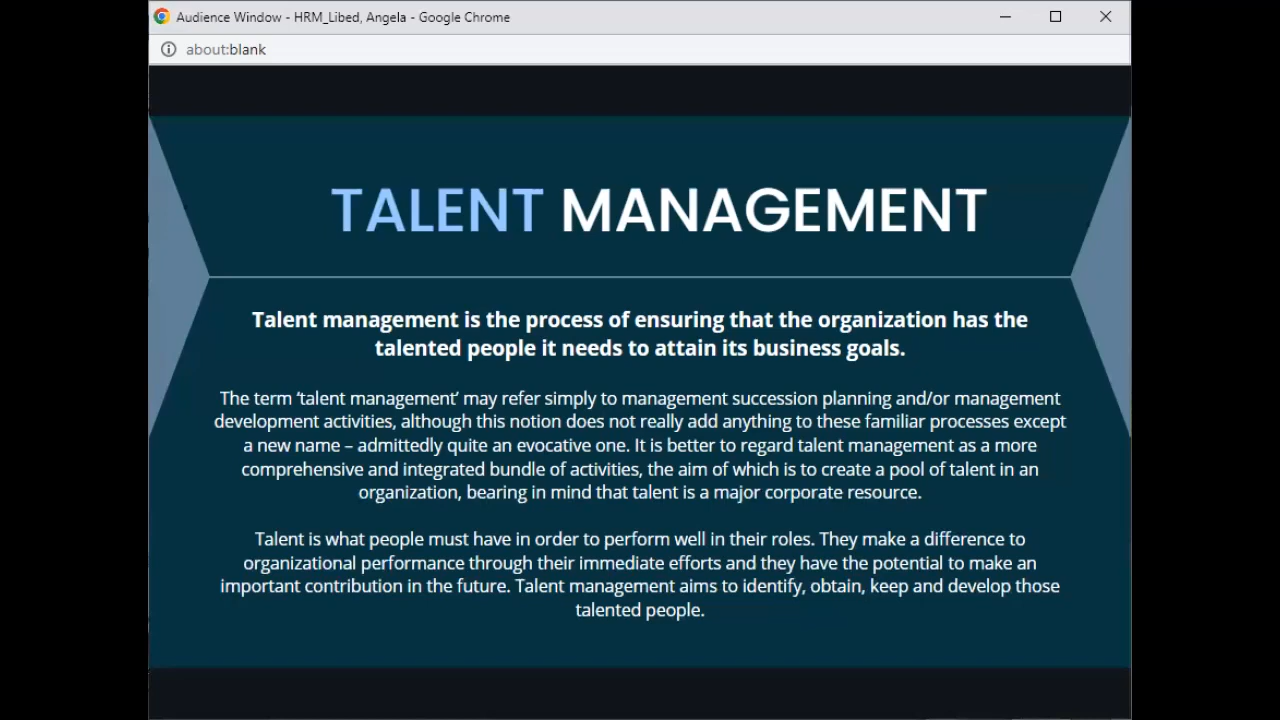 Audience Window - HRM_Libed, Angela - Google Chrome
about:blank
TALENT MANAGEMENT
Talent management is the process of ensuring that the organization has the
talented people it needs to attain its business goals.
The term ‘talent management’ may refer simply to management succession planning and/or management
development activities, although this notion does not really add anything to these familiar processes except
a new name – admittedly quite an evocative one. It is better to regard talent management as a more
comprehensive and integrated bundle of activities, the aim of which is to create a pool of talent in an
organization, bearing in mind that talent is a major corporate resource.
Talent is what people must have in order to perform well in their roles. They make a difference to
organizational performance through their immediate efforts and they have the potential to make an
important contribution in the future. Talent management aims to identify, obtain, keep and develop those
talented people.